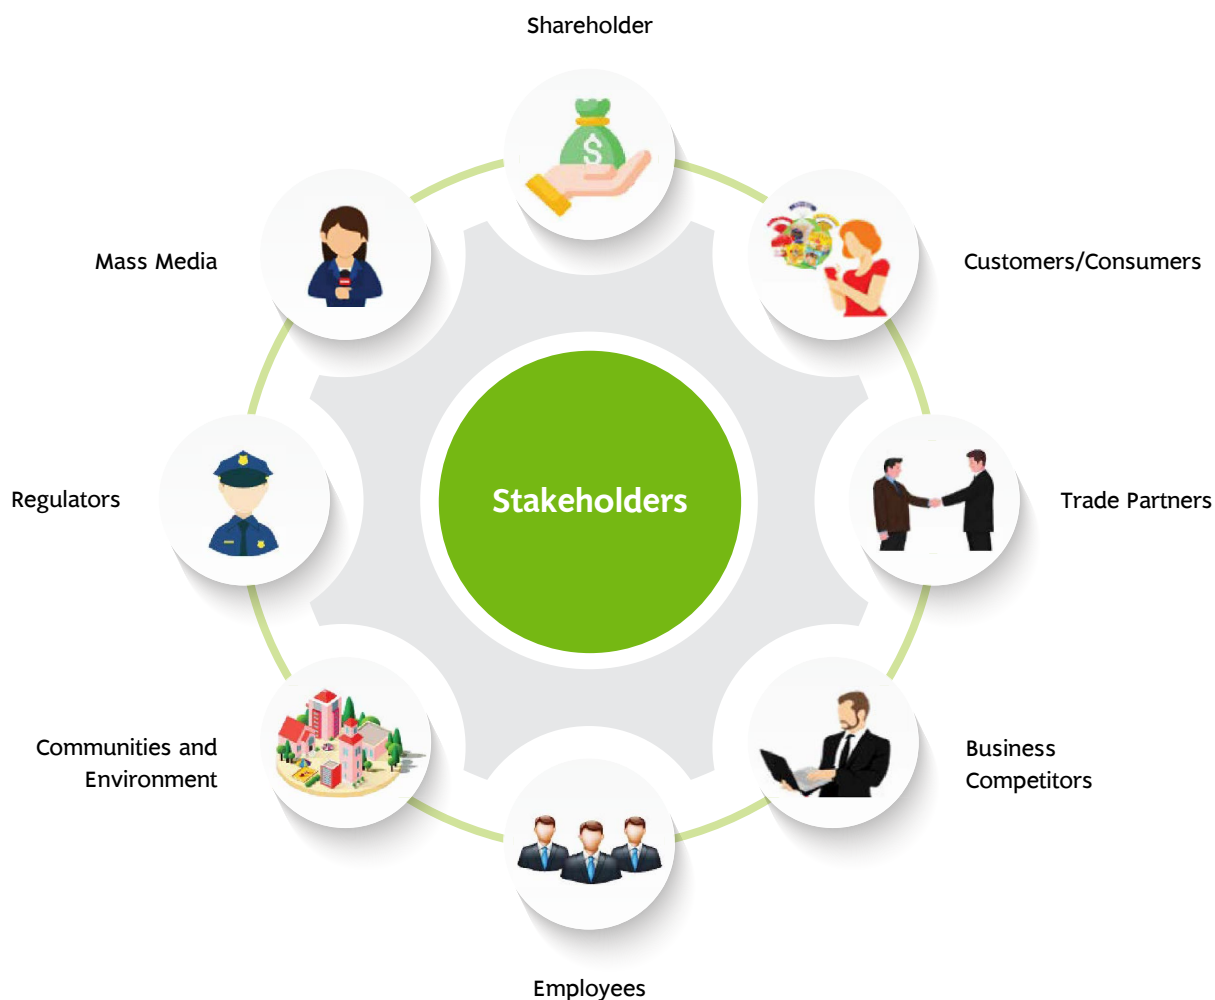 Shareholder
Mass Media
Customers/Consumers
Regulators
Stakeholders
Trade Partners
Communities and
Environment
Business
Competitors
Employees
$